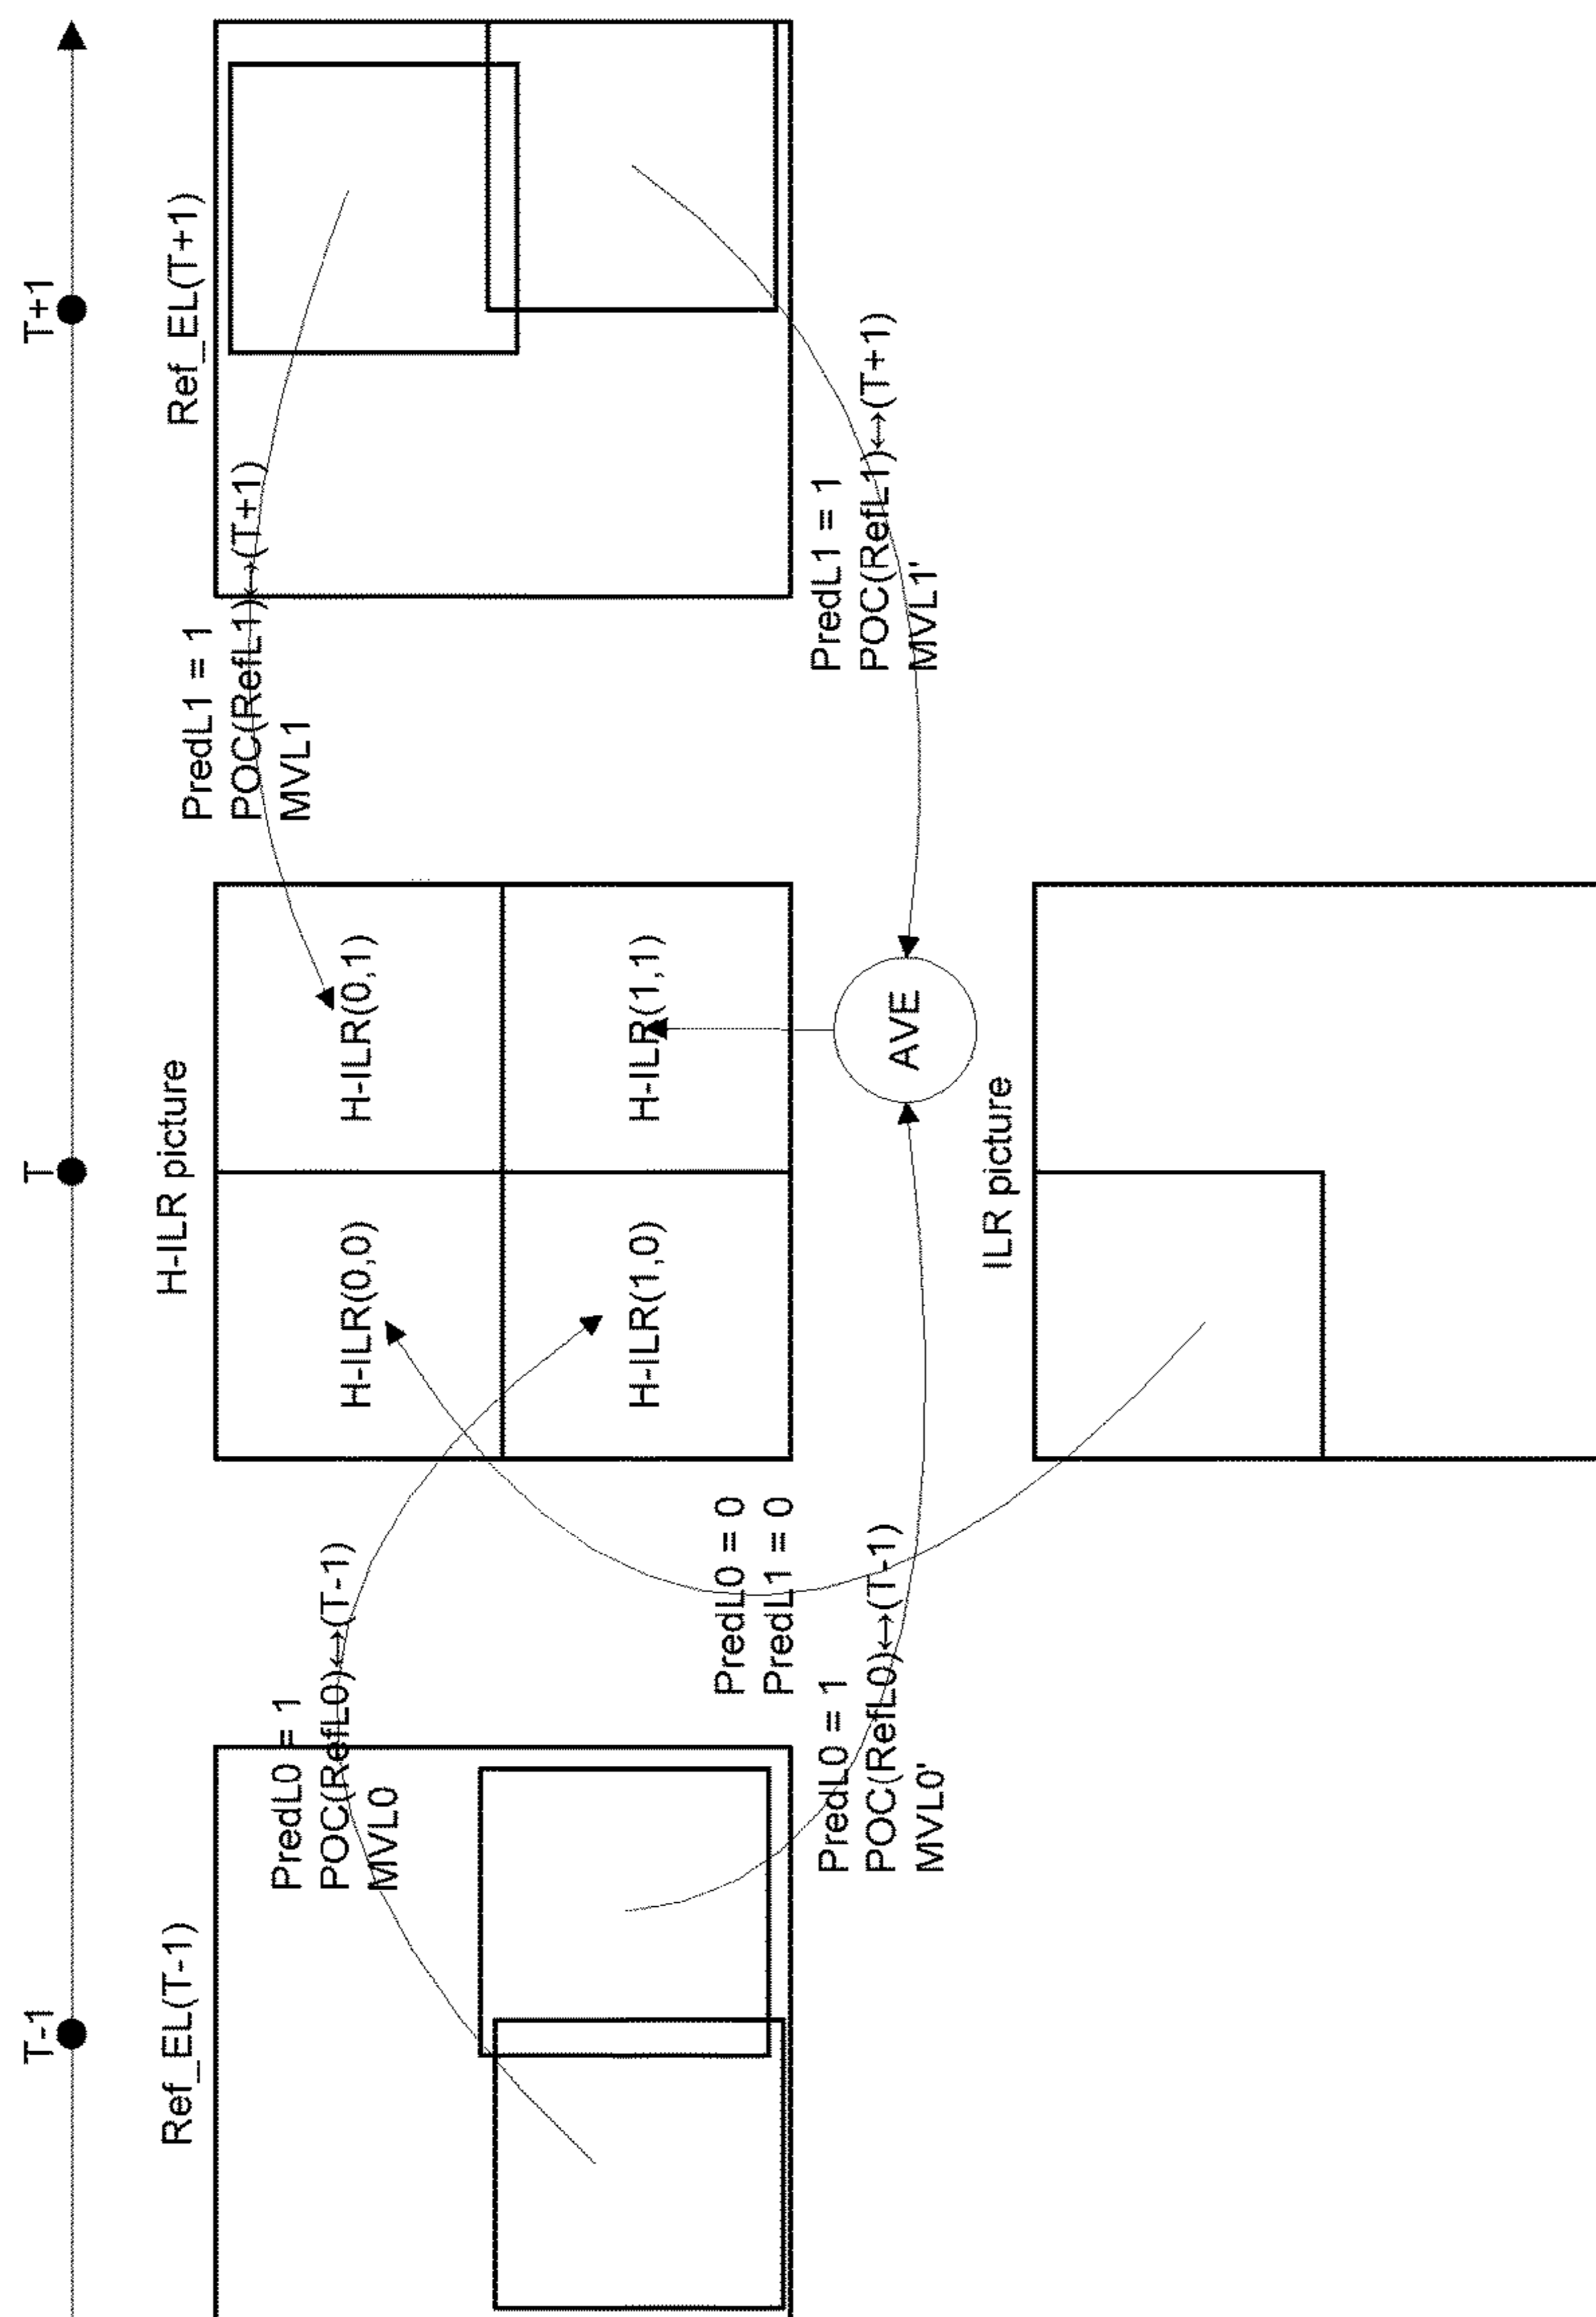 T-1
T
T+1
Ref_EL(T-1)
H-ILR picture
Ref_EL(T+1)
PredL0 = 1
POC(RefL0)↔(T-1)
MVL0
PredL1 = 1
POC(RefL1)↔(T+1)
MVL1
H-ILR(0,0)
H-ILR(0,1)
H-ILR(1,0)
H-ILR(1,1)
PredL0 = 0
PredL1 = 0
PredL0 = 1
POC(RefL0)↔(T-1)
MVL0'
AVE
PredL1 = 1
POC(RefL1)↔(T+1)
MVL1'
ILR picture